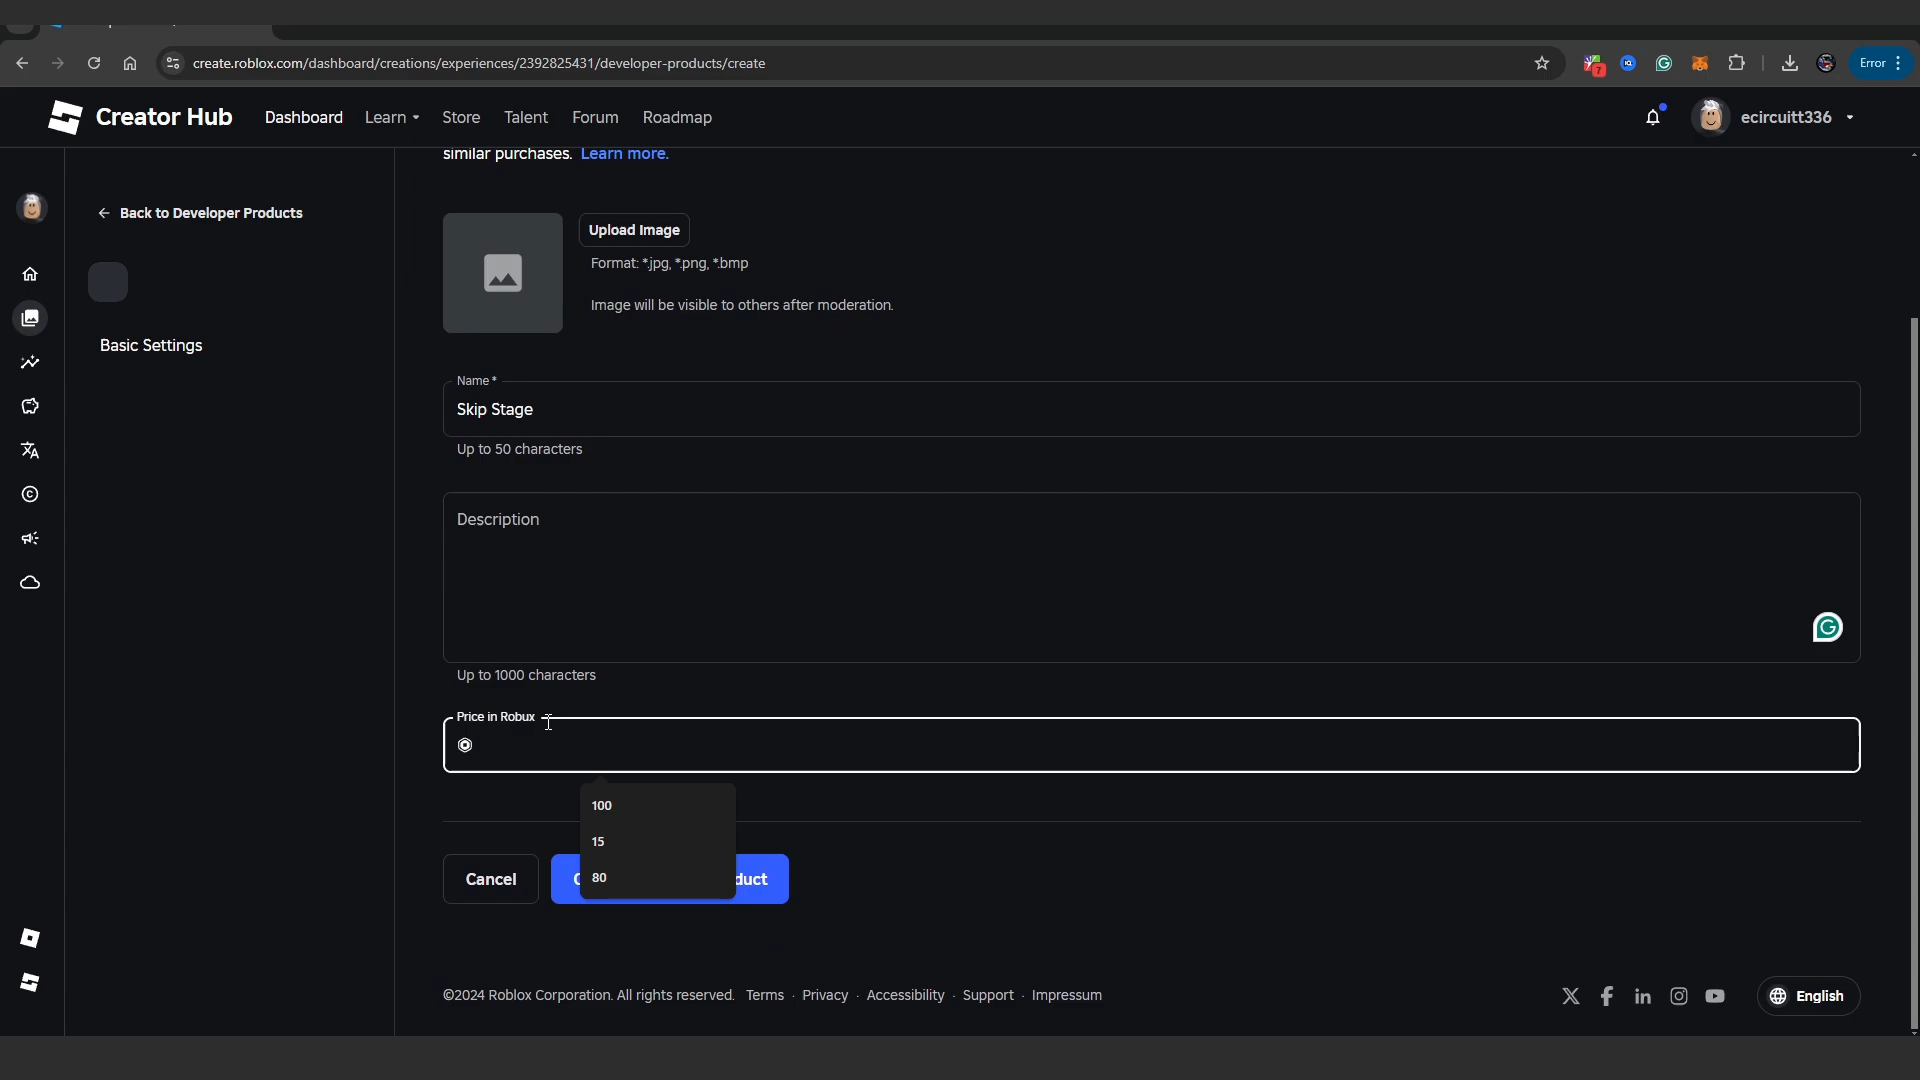 create.roblox.com/dashboard/creations/experiences/2392825431/developer-products/create
7
Error
Creator Hub
Dashboard
Learn
Store
Talent
Forum
Roadmap
ecircuitt336
similar purchases. Learn more.
Back to Developer Products
Basic Settings
Upload Image
Format: *.jpg, *.png, *.bmp
Image will be visible to others after moderation.
Name *
Skip Stage
Up to 50 characters
Description
Up to 1000 characters
Price in Robux
100
15
80
Cancel
duct
©2024 Roblox Corporation. All rights reserved. Terms · Privacy · Accessibility · Support · Impressum
English